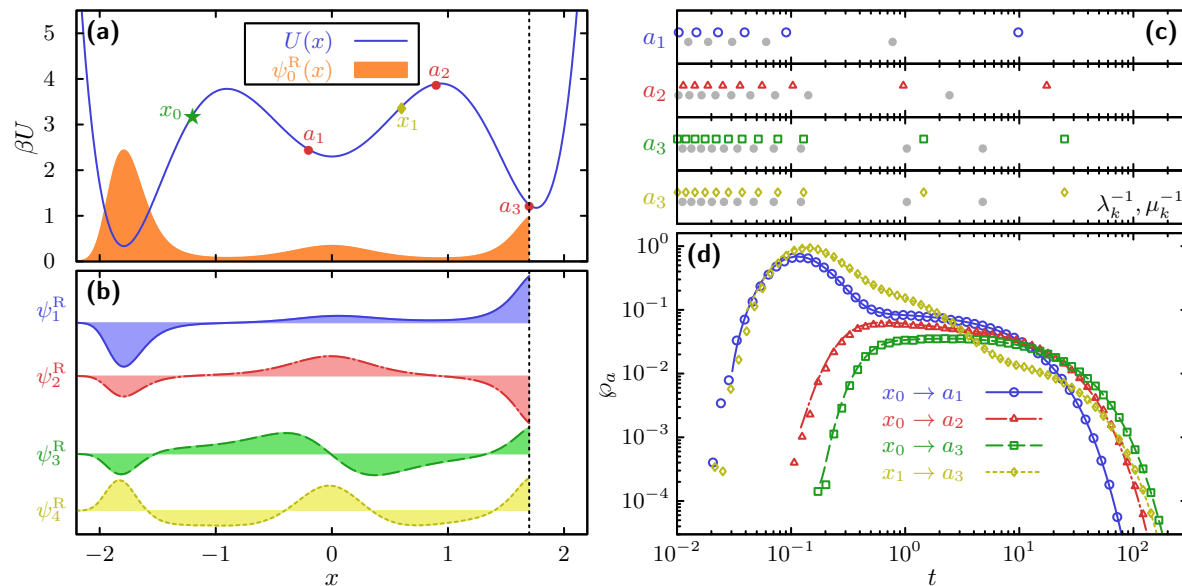 (a)
βU
5
4
3
2
1
0
U(x)
ψ₀ᴿ(x)
x₀
a₁
a₂
x₁
a₃
(b)
ψ₁ᴿ
ψ₂ᴿ
ψ₃ᴿ
ψ₄ᴿ
−2 −1 0 1 2
x
(c)
a₁
a₂
a₃
a₃
λₖ⁻¹, μₖ⁻¹
(d)
℘ₐ
10⁰
10⁻¹
10⁻²
10⁻³
10⁻⁴
x₀ → a₁
x₀ → a₂
x₀ → a₃
x₁ → a₃
10⁻² 10⁻¹ 10⁰ 10¹ 10²
t